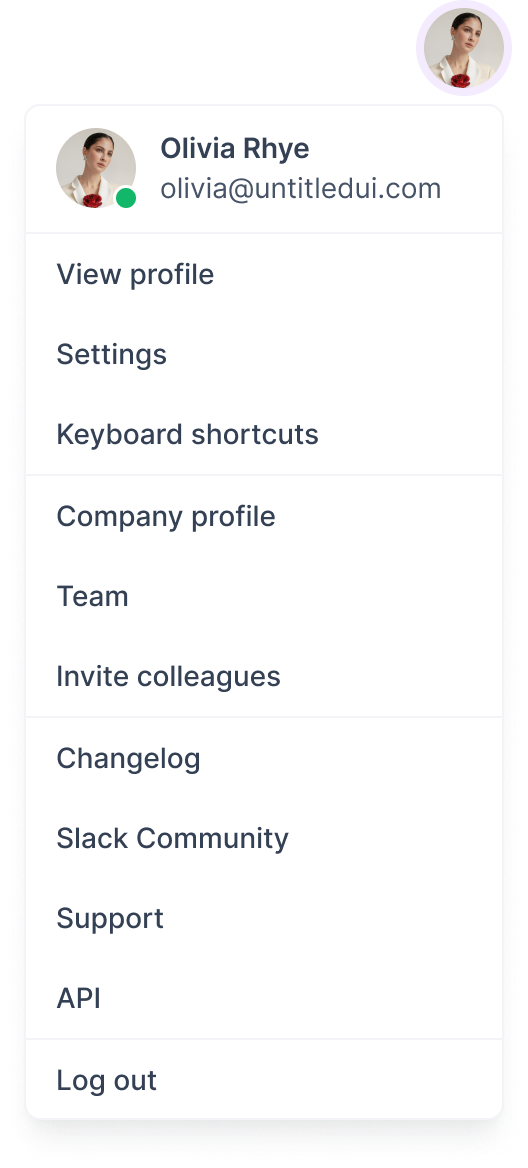 Olivia Rhye
olivia@untitledui.com
View profile
Settings
Keyboard shortcuts
Company profile
Team
Invite colleagues
Changelog
Slack Community
Support
API
Log out